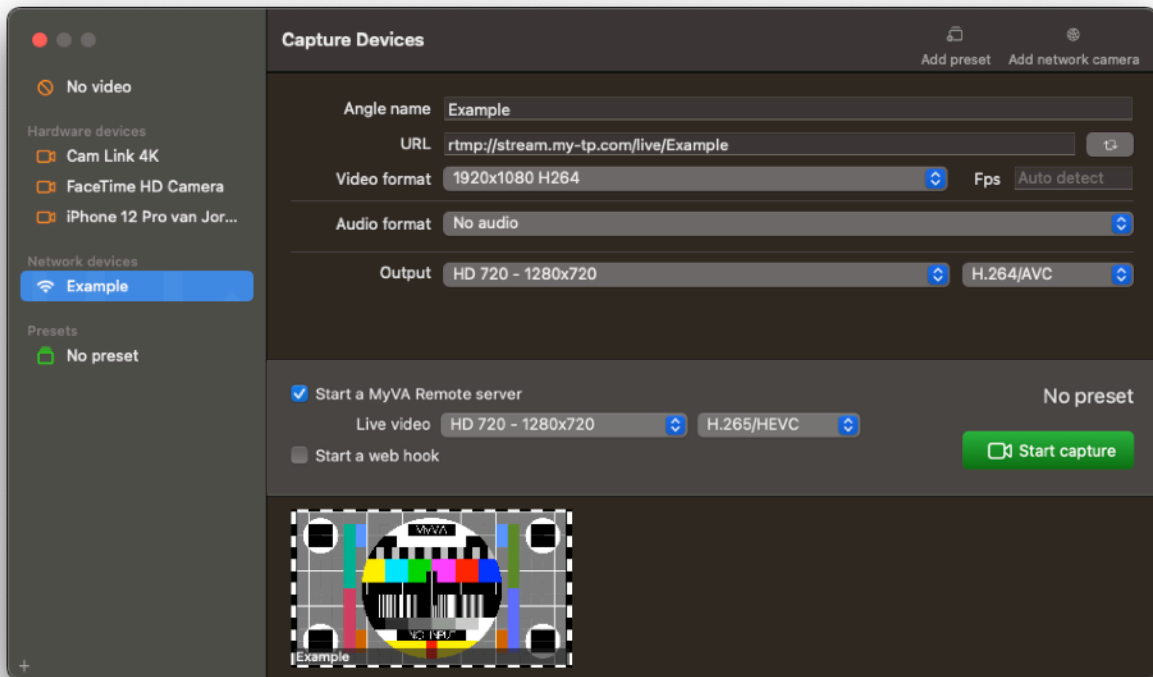 Capture Devices
Add preset
Add network camera
No video
Hardware devices
Cam Link 4K
FaceTime HD Camera
iPhone 12 Pro van Jor...
Network devices
Example
Presets
No preset
Angle name Example
URL rtmp://stream.my-tp.com/live/Example
Video format 1920x1080 H264 Fps Auto detect
Audio format No audio
Output HD 720 - 1280x720 H.264/AVC
Start a MyVA Remote server
No preset
Live video HD 720 - 1280x720 H.265/HEVC
Start a web hook
Start capture
MyVA
NO INPUT
Example